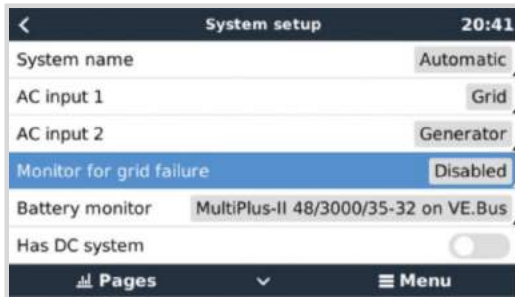 System setup 20:41
System name Automatic
AC input 1 Grid
AC input 2 Generator
Monitor for grid failure Disabled
Battery monitor MultiPlus-II 48/3000/35-32 on VE.Bus
Has DC system
Pages Menu